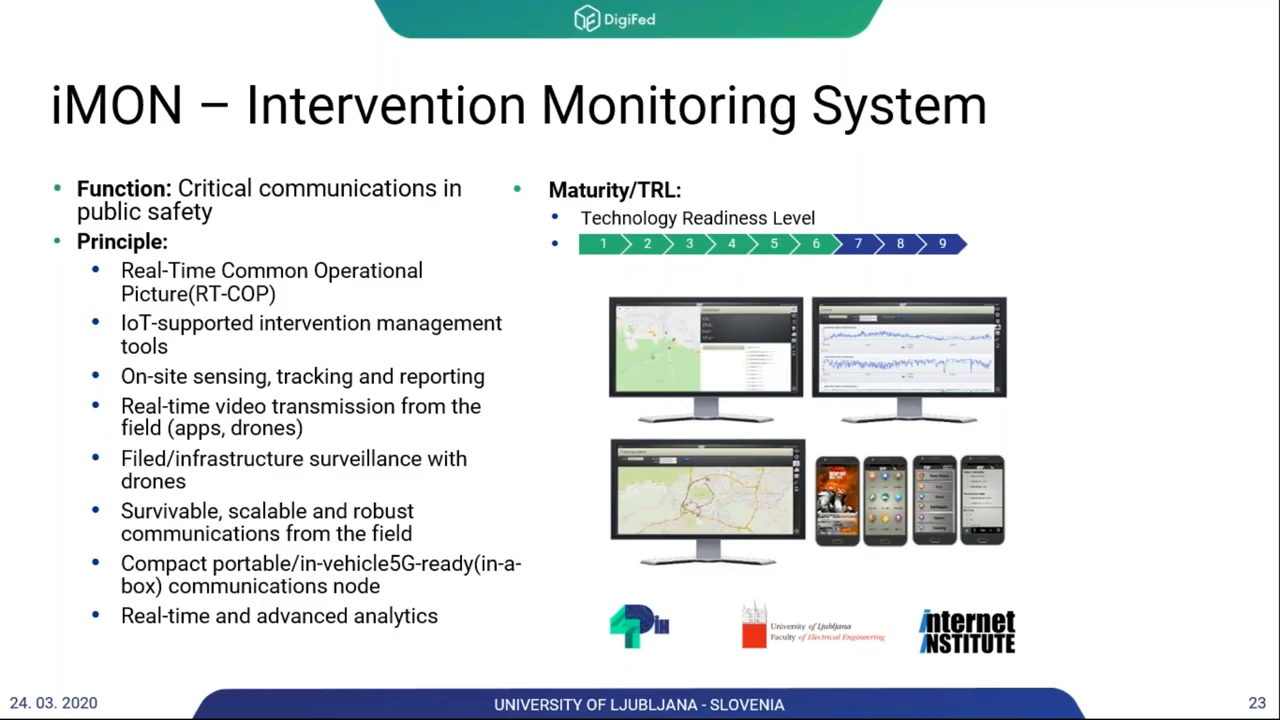 DigiFed
iMON – Intervention Monitoring System
• Function: Critical communications in
public safety
• Principle:
• Real-Time Common Operational
Picture(RT-COP)
• IoT-supported intervention management
tools
• On-site sensing, tracking and reporting
• Real-time video transmission from the
field (apps, drones)
• Filed/infrastructure surveillance with
drones
• Survivable, scalable and robust
communications from the field
• Compact portable/in-vehicle5G-ready(in-a-
box) communications node
• Real-time and advanced analytics
• Maturity/TRL:
• Technology Readiness Level
• 1 2 3 4 5 6 7 8 9
4PDIH
University of Ljubljana
Faculty of Electrical Engineering
internet
iNSTITUTE
24. 03. 2020
UNIVERSITY OF LJUBLJANA - SLOVENIA
23